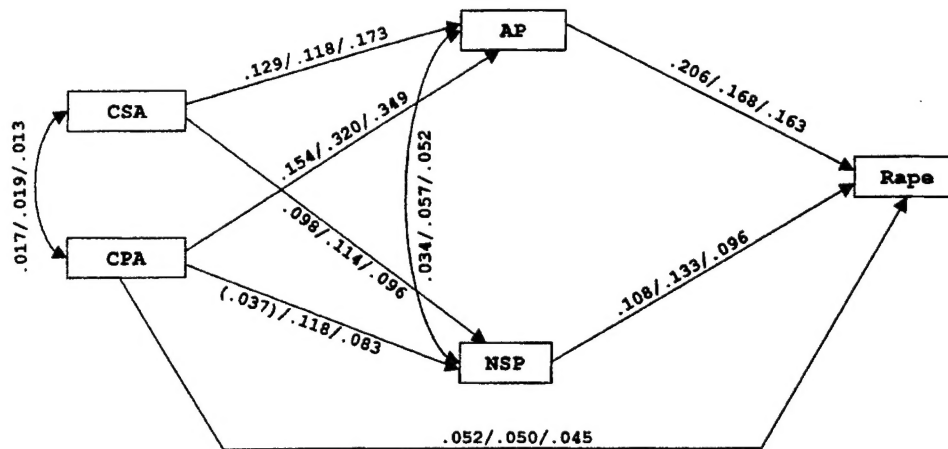 AP
.129/.118/.173
.206/.168/.163
CSA
.154/.320/.349
.017/.019/.013
.034/.057/.052
Rape
.098/.114/.096
CPA
.108/.133/.096
(.037)/.118/.083
NSP
.052/.050/.045